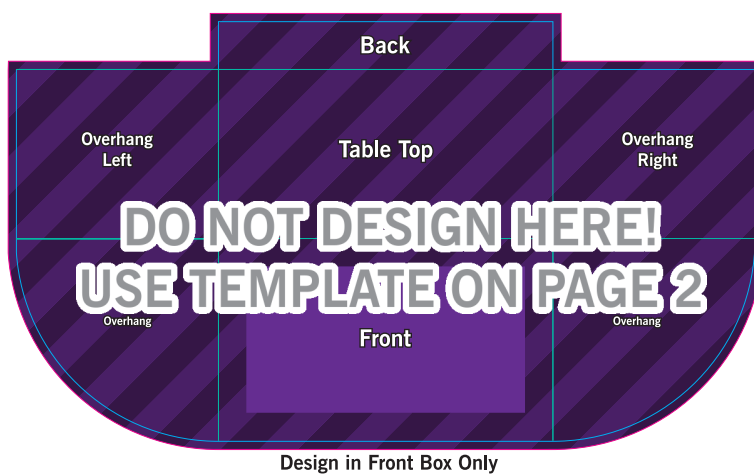 Back
Overhang
Left
Table Top
Overhang
Right
DO NOT DESIGN HERE!
USE TEMPLATE ON PAGE 2
Overhang
Front
Overhang
Design in Front Box Only